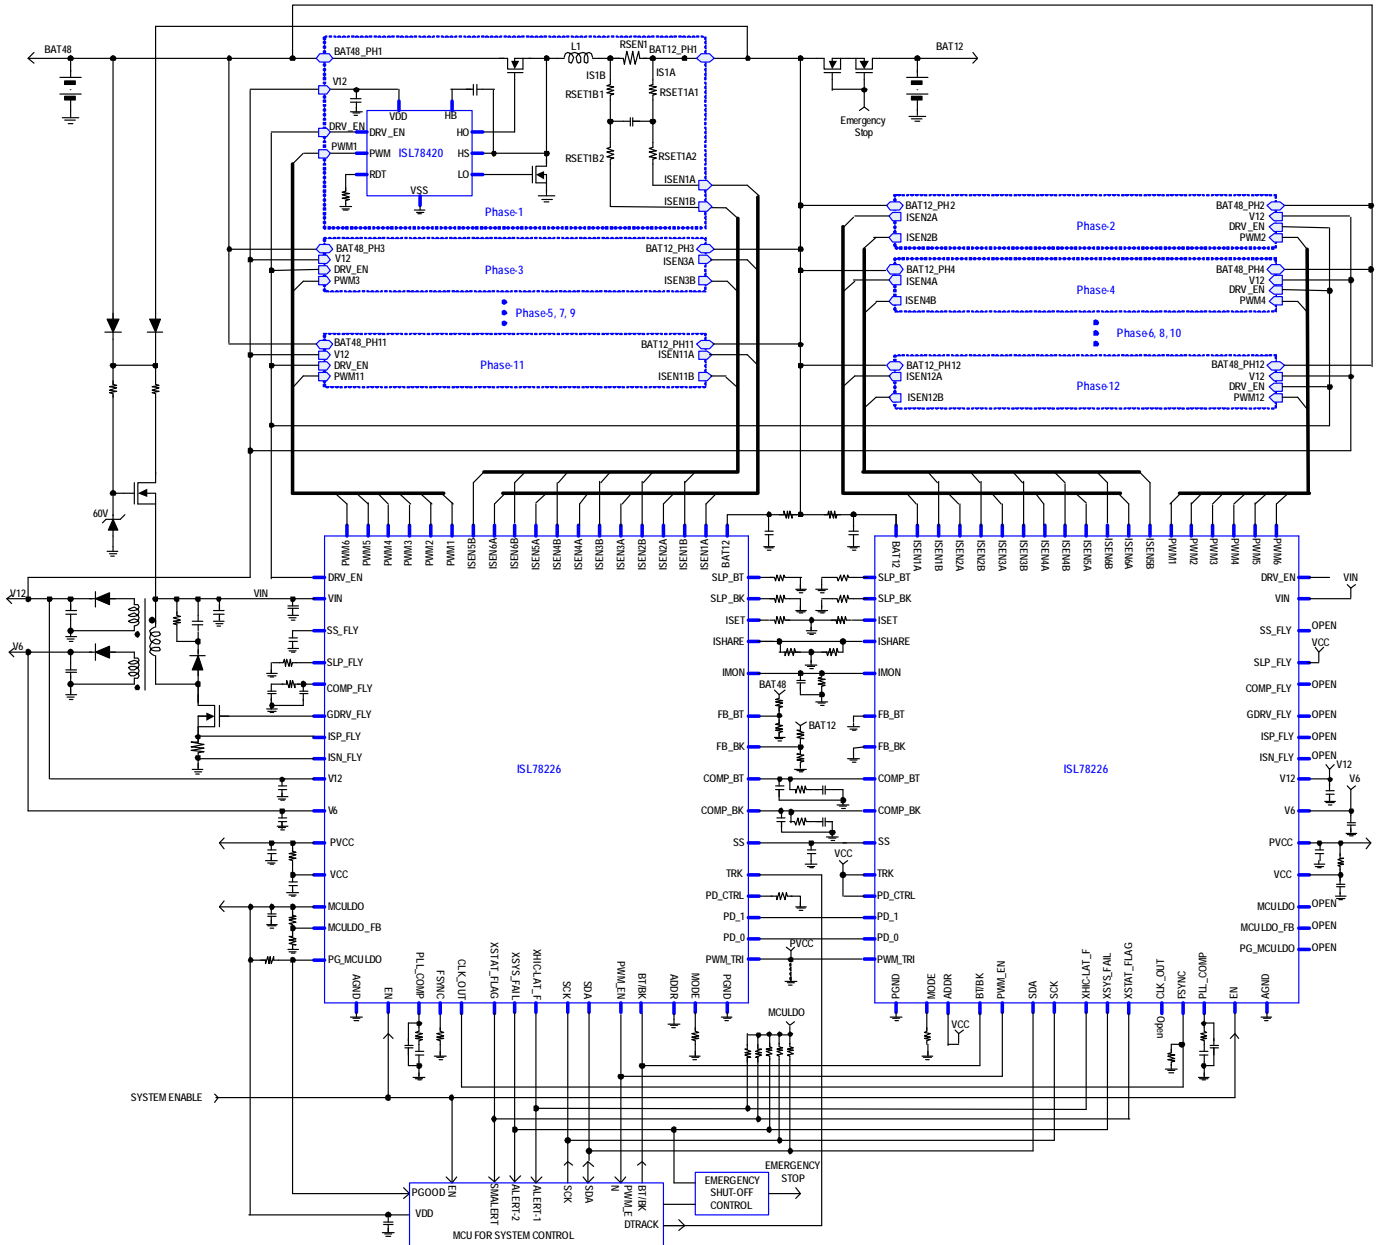 BAT48
BAT48_PH1
L1
RSEN1
BAT12_PH1
BAT12
V12
IS1B
IS1A
RSET1B1
RSET1A1
VDD
HB
DRV_EN
DRV_EN
HO
PWM1
PWM
ISL78420
HS
RSET1B2
RSET1A2
RDT
LO
VSS
ISEN1A
ISEN1B
Phase-1
Emergency
Stop
BAT48_PH3
V12
DRV_EN
PWM3
Phase-3
BAT12_PH3
ISEN3A
ISEN3B
Phase-5, 7, 9
BAT48_PH11
V12
DRV_EN
PWM11
Phase-11
BAT12_PH11
ISEN11A
ISEN11B
BAT12_PH2
ISEN2A
ISEN2B
Phase-2
BAT48_PH2
V12
DRV_EN
PWM2
BAT12_PH4
ISEN4A
ISEN4B
Phase-4
BAT48_PH4
V12
DRV_EN
PWM4
Phase-6, 8, 10
BAT12_PH12
ISEN12A
ISEN12B
Phase-12
BAT48_PH12
V12
DRV_EN
PWM12
60V
V12
V6
VIN
PWM6
PWM5
PWM4
PWM3
PWM2
PWM1
ISEN5B
ISEN6A
ISEN6B
ISEN5A
ISEN4B
ISEN4A
ISEN3B
ISEN3A
ISEN2B
ISEN2A
ISEN1B
ISEN1A
BAT12
DRV_EN
VIN
SS_FLY
SLP_FLY
COMP_FLY
GDRV_FLY
ISP_FLY
ISN_FLY
V12
V6
PVCC
VCC
MCULDO
MCULDO_FB
PG_MCULDO
ISL78226
SLP_BT
SLP_BK
ISET
ISHARE
IMON
FB_BT
FB_BK
COMP_BT
COMP_BK
SS
TRK
PD_CTRL
PD_1
PD_0
PWM_TRI
AGND
EN
PLL_COMP
FSYNC
CLK_OUT
XSTAT_FLAG
XSYS_FAIL
XHIC-LAT_F
SCK
SDA
PWM_EN
BT/BK
ADDR
MODE
PGND
BAT48
BAT12
VCC
PVCC
MCULDO
BAT12
ISEN1A
ISEN1B
ISEN2A
ISEN2B
ISEN3A
ISEN3B
ISEN4A
ISEN4B
ISEN5A
ISEN6B
ISEN6A
ISEN5B
PWM1
PWM2
PWM3
PWM4
PWM5
PWM6
SLP_BT
SLP_BK
ISET
ISHARE
IMON
FB_BT
FB_BK
COMP_BT
COMP_BK
SS
TRK
PD_CTRL
PD_1
PD_0
PWM_TRI
ISL78226
DRV_EN
VIN
VIN
SS_FLY
OPEN
VCC
SLP_FLY
COMP_FLY
OPEN
GDRV_FLY
OPEN
ISP_FLY
OPEN
ISN_FLY
OPEN
V12
V12
V6
V6
PVCC
VCC
MCULDO
OPEN
MCULDO_FB
OPEN
PG_MCULDO
OPEN
PGND
MODE
ADDR
BT/BK
PWM_EN
SDA
SCK
XHIC-LAT_F
XSYS_FAIL
XSTAT_FLAG
CLK_OUT
FSYNC
PLL_COMP
EN
AGND
VCC
Open
SYSTEM ENABLE
PGOOD
VDD
EN
SMALERT
ALERT-2
ALERT-1
SCK
SDA
PWM_E
N
BT/BK
DTRACK
MCU FOR SYSTEM CONTROL
EMERGENCY
SHUT-OFF
CONTROL
EMERGENCY
STOP